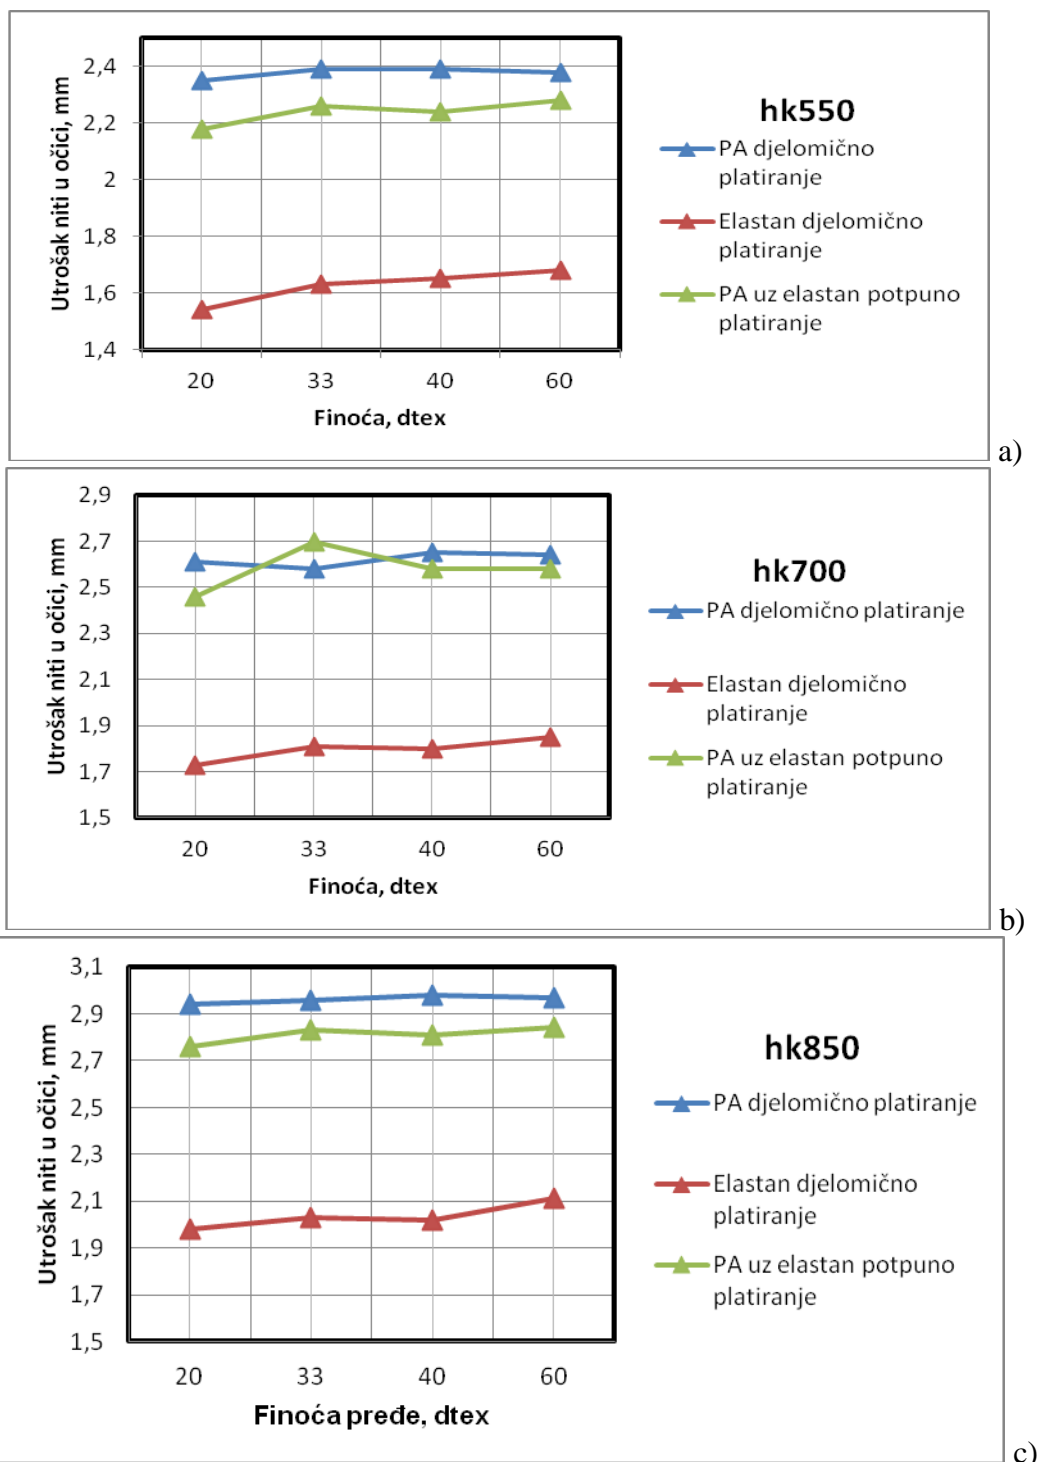 2,4
2,2
2
1,8
1,6
1,4
Utrošak niti u očici, mm
20 33 40 60
Finoća, dtex
hk550
PA djelomično
platiranje
Elastan djelomično
platiranje
PA uz elastan potpuno
platiranje
a)
2,9
2,7
2,5
2,3
2,1
1,9
1,7
1,5
Utrošak niti u očici, mm
20 33 40 60
Finoća, dtex
hk700
PA djelomično platiranje
Elastan djelomično
platiranje
PA uz elastan potpuno
platiranje
b)
3,1
2,9
2,7
2,5
2,3
2,1
1,9
1,7
1,5
Utrošak niti u očici, mm
20 33 40 60
Finoća pređe, dtex
hk850
PA djelomično platiranje
Elastan djelomično
platiranje
PA uz elastan potpuno
platiranje
c)